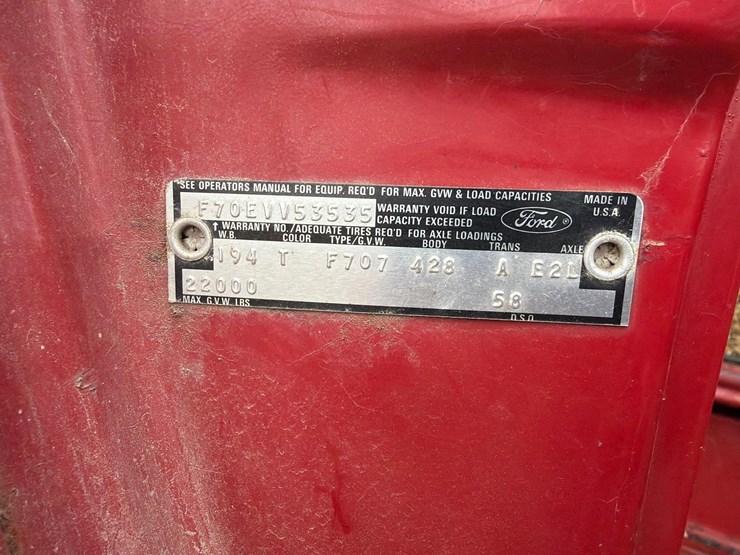 SEE OPERATORS MANUAL FOR EQUIP. REQ'D FOR MAX. GVW & LOAD CAPACITIES MADE IN U.S.A.
F70EVV53535 WARRANTY VOID IF LOAD CAPACITY EXCEEDED Ford ®
↑ WARRANTY NO./ADEQUATE TIRES REQ'D FOR AXLE LOADINGS
W.B. COLOR TYPE/G.V.W. BODY TRANS AXLE
194 T F707 428 A E2L
22000 58
MAX. G.V.W. LBS D.S.O.